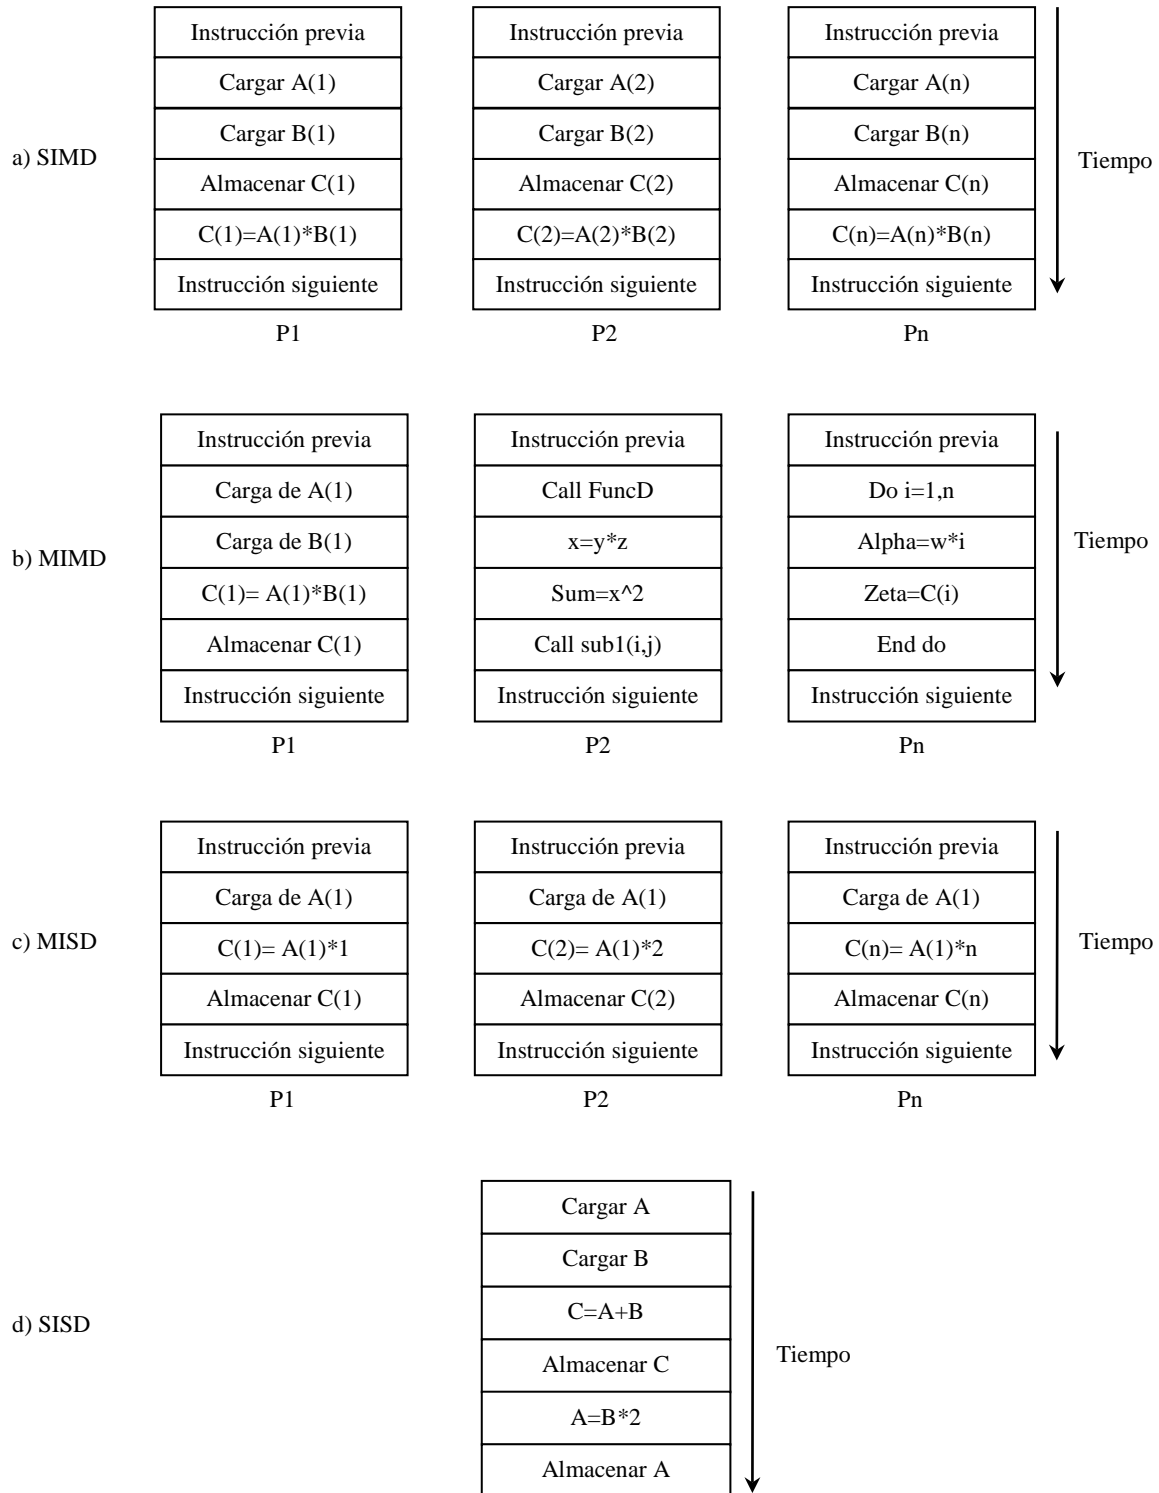 Instrucción previa Instrucción previa Instrucción previa
Cargar A(1) Cargar A(2) Cargar A(n)
Cargar B(1) Cargar B(2) Cargar B(n)
a) SIMD Tiempo
Almacenar C(1) Almacenar C(2) Almacenar C(n)
C(1)=A(1)*B(1) C(2)=A(2)*B(2) C(n)=A(n)*B(n)
Instrucción siguiente Instrucción siguiente Instrucción siguiente
P1 P2 Pn
Instrucción previa Instrucción previa Instrucción previa
Carga de A(1) Call FuncD Do i=1,n
Carga de B(1) x=y*z Alpha=w*i Tiempo
b) MIMD
C(1)= A(1)*B(1) Sum=x^2 Zeta=C(i)
Almacenar C(1) Call sub1(i,j) End do
Instrucción siguiente Instrucción siguiente Instrucción siguiente
P1 P2 Pn
Instrucción previa Instrucción previa Instrucción previa
Carga de A(1) Carga de A(1) Carga de A(1)
c) MISD C(1)= A(1)*1 C(2)= A(1)*2 C(n)= A(1)*n Tiempo
Almacenar C(1) Almacenar C(2) Almacenar C(n)
Instrucción siguiente Instrucción siguiente Instrucción siguiente
P1 P2 Pn
Cargar A
Cargar B
C=A+B
d) SISD
Tiempo
Almacenar C
A=B*2
Almacenar A